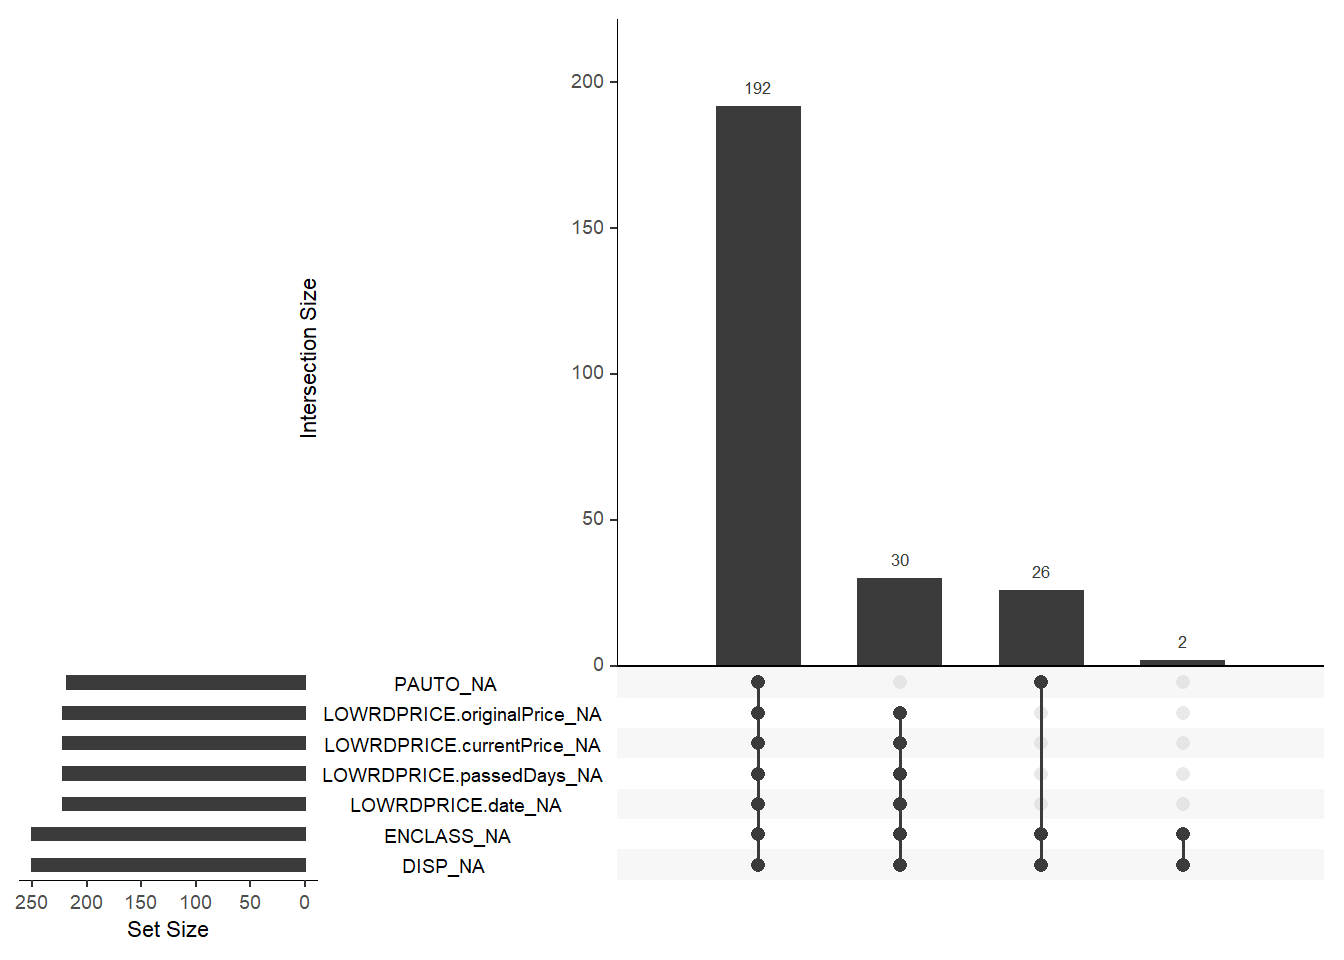 200
150
100
50
0
Intersection Size
192
30
26
2
PAUTO_NA
LOWRDPRICE.originalPrice_NA
LOWRDPRICE.currentPrice_NA
LOWRDPRICE.passedDays_NA
LOWRDPRICE.date_NA
ENCLASS_NA
DISP_NA
250 200 150 100 50 0
Set Size